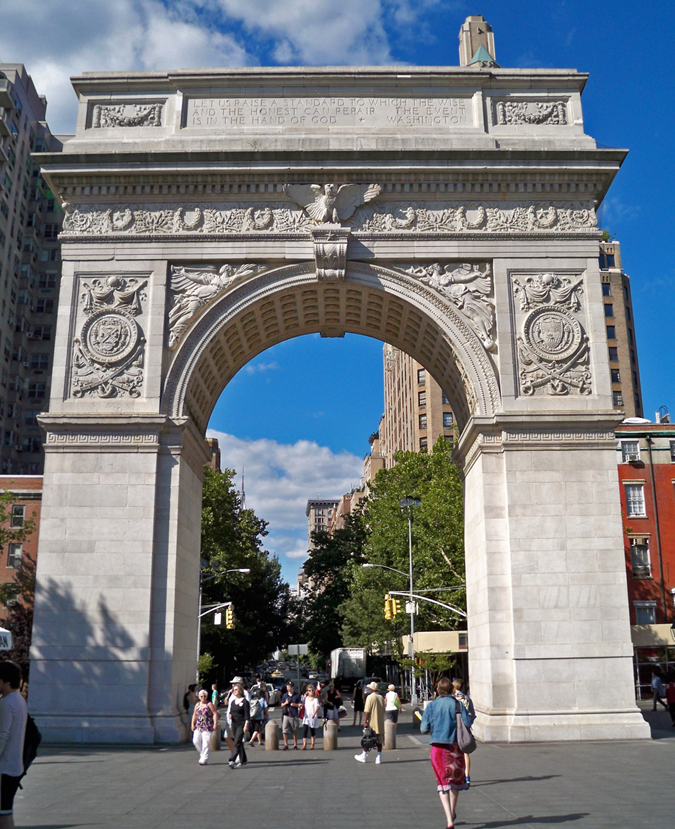 LET US RAISE A STANDARD TO WHICH THE WISE
AND THE HONEST CAN REPAIR THE EVENT
IS IN THE HAND OF GOD · WASHINGTON